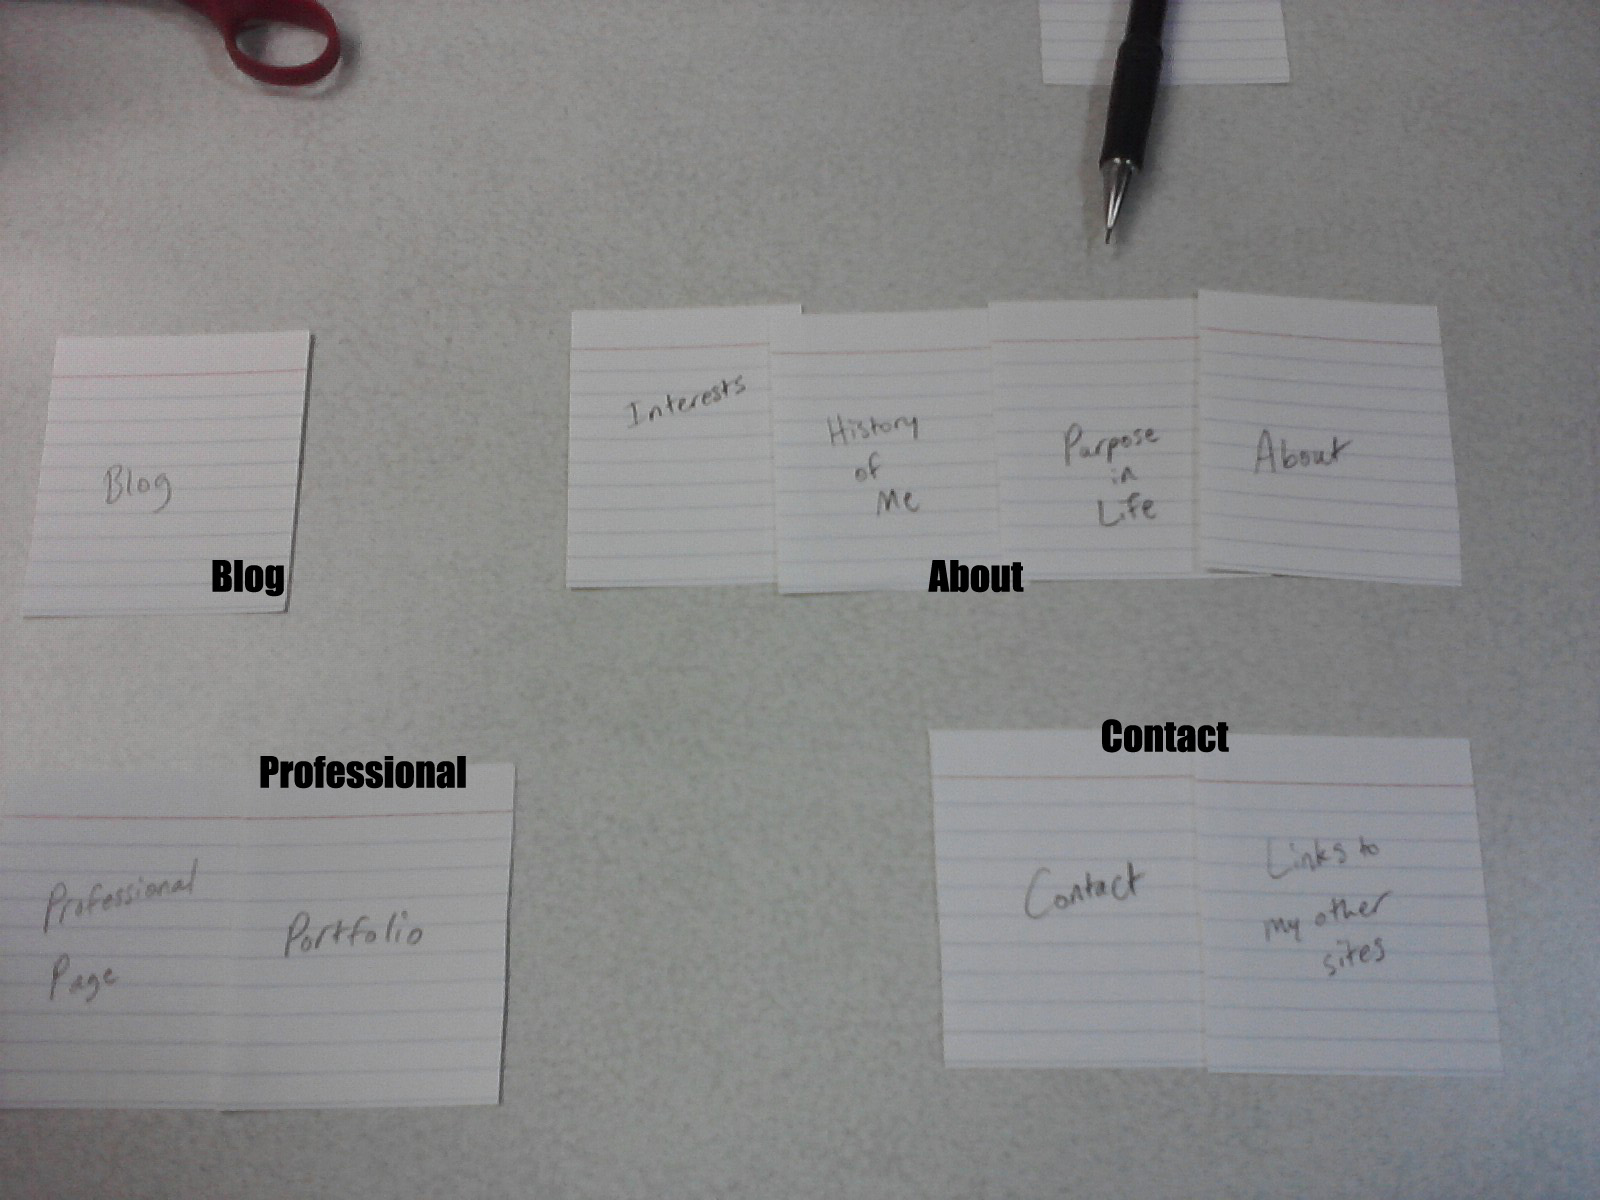 Blog
Blog
Interests
History
of
Me
Purpose
in
Life
About
About
Professional
Professional
Page
Portfolio
Contact
Contact
Links to
my other
sites